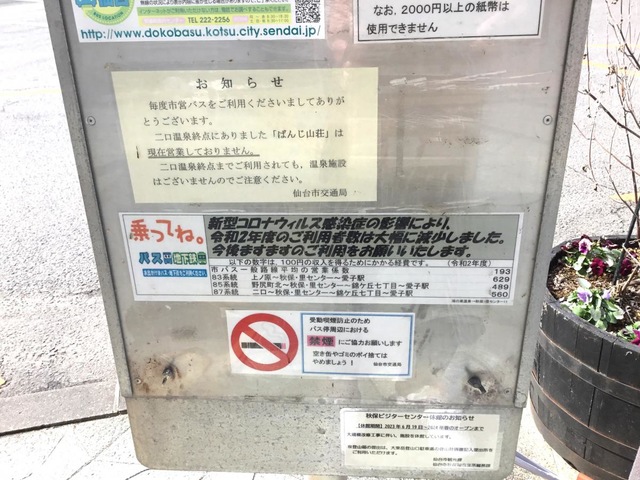 TEL 222-2256
www.dokobasu.kotsu.city.sendai.jp/
なお、2000円以上の紙幣は
使用できません
お知らせ
毎度市営バスをご利用くださいましてありが
とうございます。
二口温泉終点にありました「ばんじ山荘」は
現在営業しておりません。
二口温泉終点までご利用されても、温泉施設
はございませんのでご注意ください。
仙台市交通局
乗ってね。
バス 地下鉄
新型コロナウィルス感染症の影響により、
令和2年度のご利用者数は大幅に減少しました。
今後ますますのご利用をお願いいたします。
以下の数字は、100円の収入を得るためにかかる経費です。（令和2年度）
市バス一般路線平均の営業係数 193
83系統 上ノ原～秋保・里センター～愛子駅 629
85系統 野尻町北～秋保・里センター～錦ケ丘七丁目～愛子駅 489
87系統 二口～秋保・里センター～錦ケ丘七丁目～愛子駅 560
受動喫煙防止のため
バス停周辺における
禁煙にご協力お願いします
空き缶やゴミのポイ捨ては
やめましょう！
仙台市交通局
秋保ビジターセンター休館のお知らせ